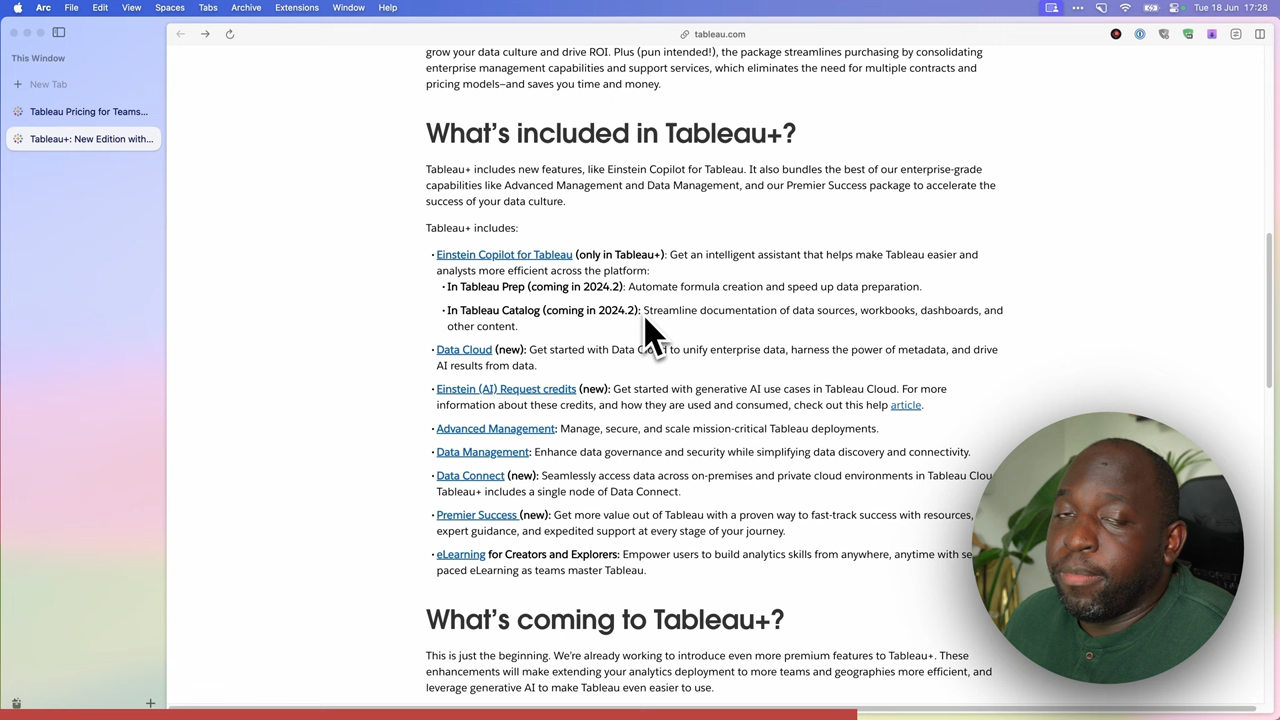 Arc File Edit View Spaces Tabs Archive Extensions Window Help
Tue 18 Jun 17:28
This Window
New Tab
Tableau Pricing for Teams...
Tableau+: New Edition with...
tableau.com
grow your data culture and drive ROI. Plus (pun intended!), the package streamlines purchasing by consolidating
enterprise management capabilities and support services, which eliminates the need for multiple contracts and
pricing models—and saves you time and money.
What's included in Tableau+?
Tableau+ includes new features, like Einstein Copilot for Tableau. It also bundles the best of our enterprise-grade
capabilities like Advanced Management and Data Management, and our Premier Success package to accelerate the
success of your data culture.
Tableau+ includes:
• Einstein Copilot for Tableau (only in Tableau+): Get an intelligent assistant that helps make Tableau easier and
analysts more efficient across the platform:
• In Tableau Prep (coming in 2024.2): Automate formula creation and speed up data preparation.
• In Tableau Catalog (coming in 2024.2): Streamline documentation of data sources, workbooks, dashboards, and
other content.
• Data Cloud (new): Get started with Data to unify enterprise data, harness the power of metadata, and drive
AI results from data.
• Einstein (AI) Request credits (new): Get started with generative AI use cases in Tableau Cloud. For more
information about these credits, and how they are used and consumed, check out this help article.
• Advanced Management: Manage, secure, and scale mission-critical Tableau deployments.
• Data Management: Enhance data governance and security while simplifying data discovery and connectivity.
• Data Connect (new): Seamlessly access data across on-premises and private cloud environments in Tableau Clou
Tableau+ includes a single node of Data Connect.
• Premier Success (new): Get more value out of Tableau with a proven way to fast-track success with resources,
expert guidance, and expedited support at every stage of your journey.
• eLearning for Creators and Explorers: Empower users to build analytics skills from anywhere, anytime with se
paced eLearning as teams master Tableau.
What's coming to Tableau+?
This is just the beginning. We're already working to introduce even more premium features to Tableau+. These
enhancements will make extending your analytics deployment to more teams and geographies more efficient, and
leverage generative AI to make Tableau even easier to use.